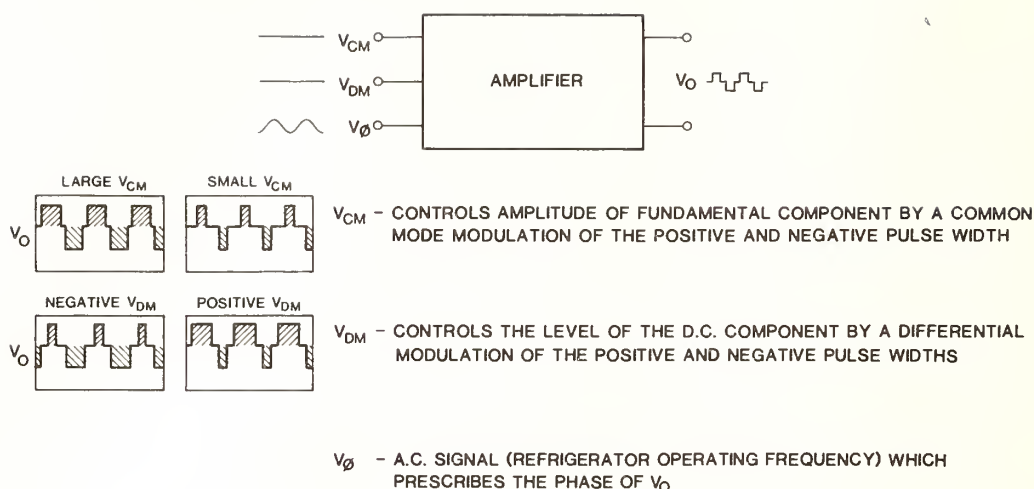 V_CM
V_DM AMPLIFIER V_O
V_Ø
LARGE V_CM SMALL V_CM
V_O
V_CM – CONTROLS AMPLITUDE OF FUNDAMENTAL COMPONENT BY A COMMON
MODE MODULATION OF THE POSITIVE AND NEGATIVE PULSE WIDTH
NEGATIVE V_DM POSITIVE V_DM
V_O
V_DM – CONTROLS THE LEVEL OF THE D.C. COMPONENT BY A DIFFERENTIAL
MODULATION OF THE POSITIVE AND NEGATIVE PULSE WIDTHS
V_Ø – A.C. SIGNAL (REFRIGERATOR OPERATING FREQUENCY) WHICH
PRESCRIBES THE PHASE OF V_O